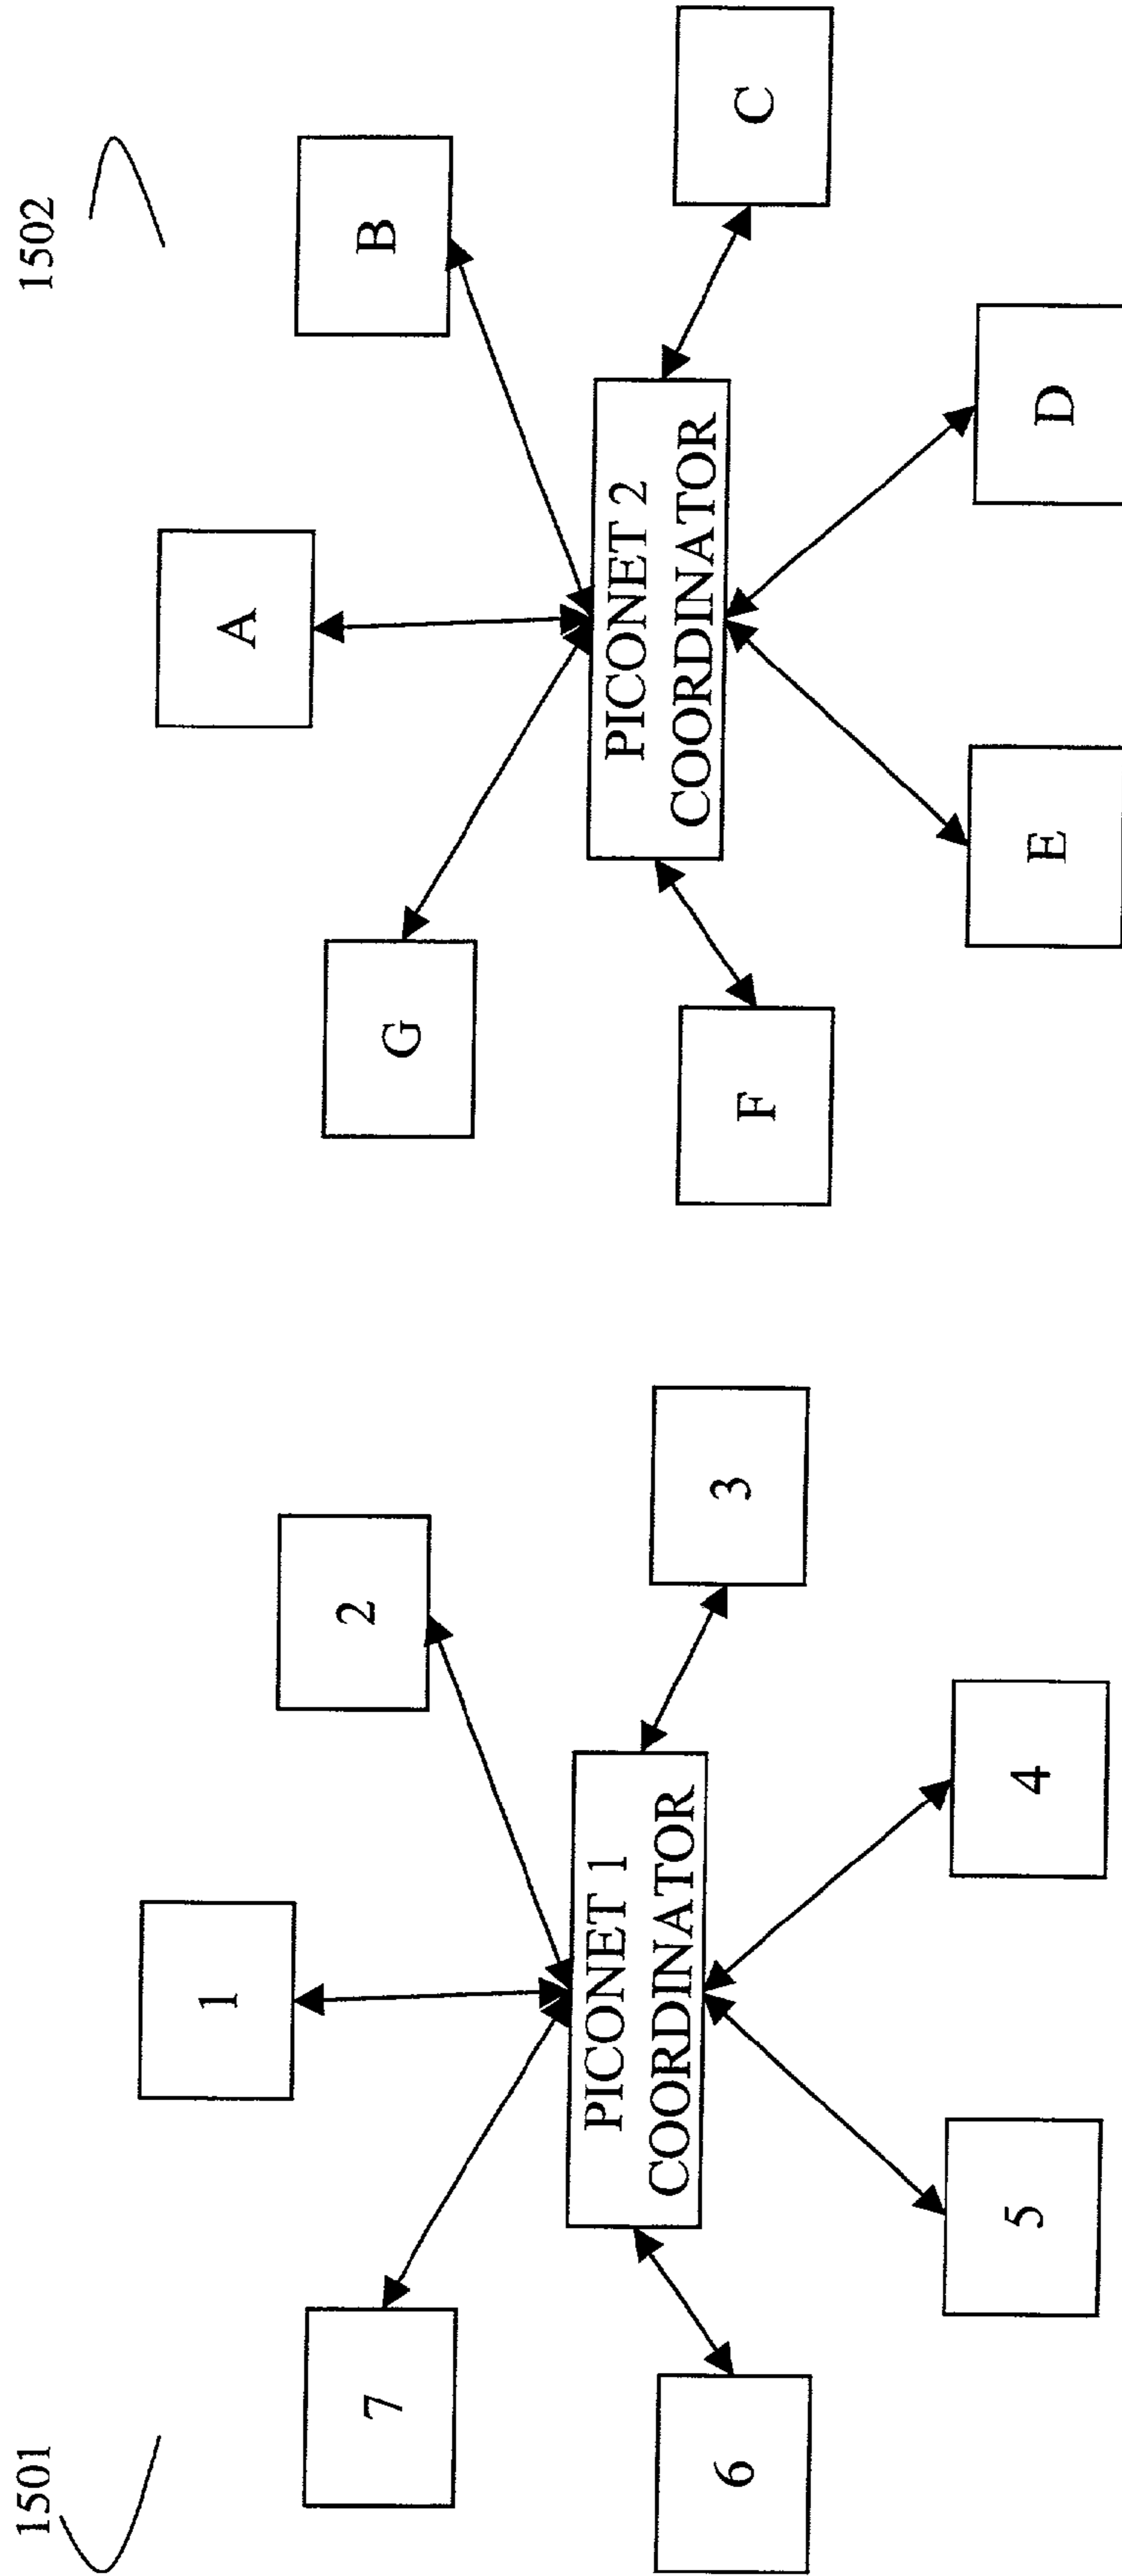 1501
1502
1
2
3
4
5
6
7
PICONET 1
COORDINATOR
A
B
C
D
E
F
G
PICONET 2
COORDINATOR